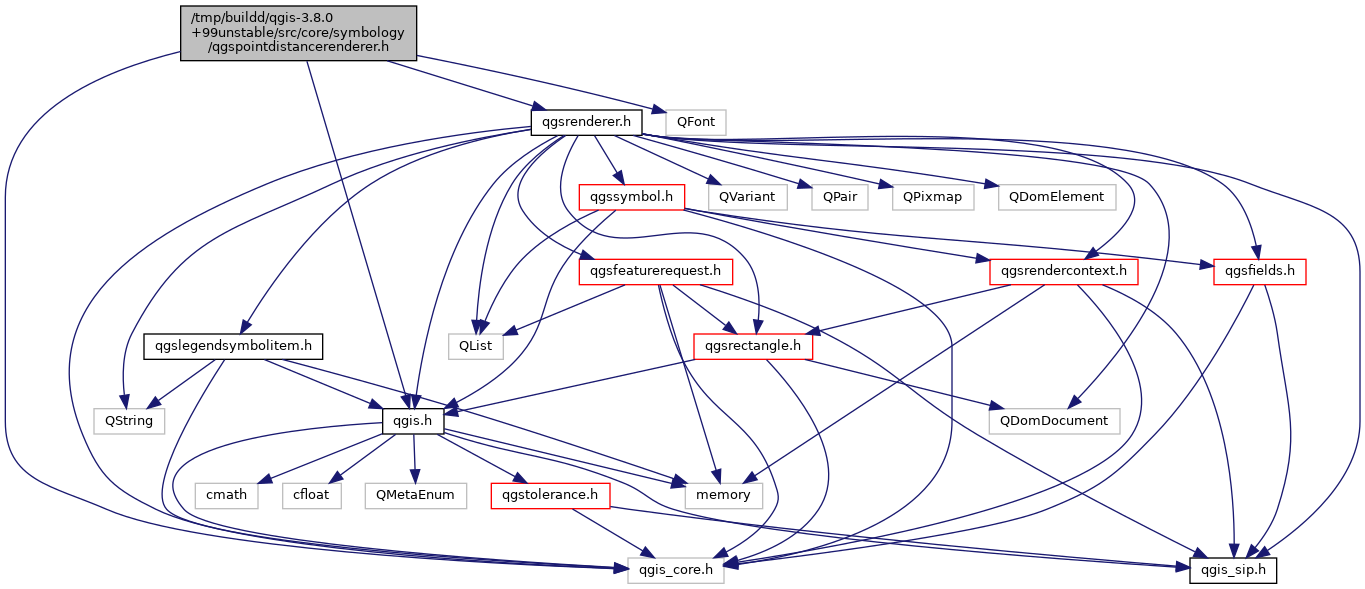 /tmp/buildd/qgis-3.8.0
+99unstable/src/core/symbology
/qgspointdistancerenderer.h
qgsrenderer.h
QFont
qgssymbol.h
QVariant
QPair
QPixmap
QDomElement
qgsfeaturerequest.h
qgsrendercontext.h
qgsfields.h
qgslegendsymbolitem.h
QList
qgsrectangle.h
QString
qgis.h
QDomDocument
cmath
cfloat
QMetaEnum
qgstolerance.h
memory
qgis_core.h
qgis_sip.h